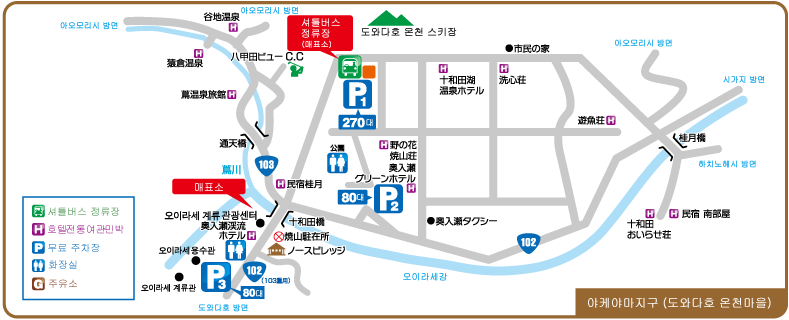 아오모리시 방면
谷地温泉
아오모리시 방면
猿倉温泉
八甲田ビューC.C
셔틀버스
정류장
(매표소)
도와다호 온천 스키장
市民の家
아오모리시 방면
시가지 방면
蔦温泉旅館
十和田湖
温泉ホテル
洗心荘
P1
270대
遊魚荘
通天橋
公園
野の花
焼山荘
奥入瀬
グリーンホテル
桂月橋
하치노헤시 방면
蔦川
103
매표소
民宿桂月
80대
P2
오이라세 계류 관광센터
奥入瀬渓流
ホテル
十和田橋
奥入瀬タクシー
十和田
おいらせ荘
民宿 南部屋
焼山駐在所
ノースビレッジ
오이라세 용수관
102
오이라세강
오이라세 계류관
P3
102
(103重用)
80대
도와다호 방면
셔틀버스 정류장
호텔전통여관민박
무료 주차장
화장실
주유소
야케야마지구 (도와다호 온천마을)